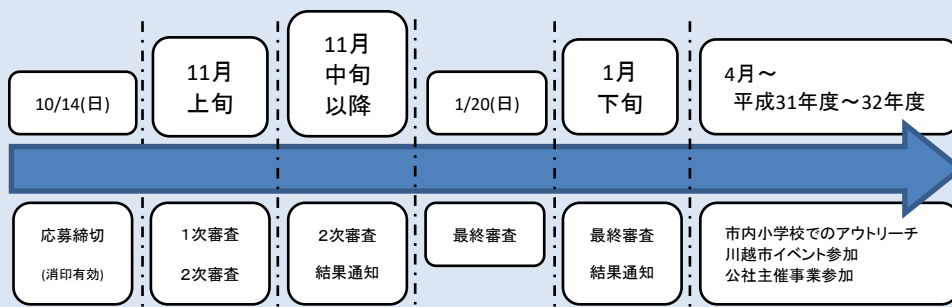 10/14(日)
11月
上旬
11月
中旬
以降
1/20(日)
1月
下旬
4月～
平成31年度～32年度
応募締切
(消印有効)
1次審査
2次審査
2次審査
結果通知
最終審査
最終審査
結果通知
市内小学校でのアウトリーチ
川越市イベント参加
公社主催事業参加